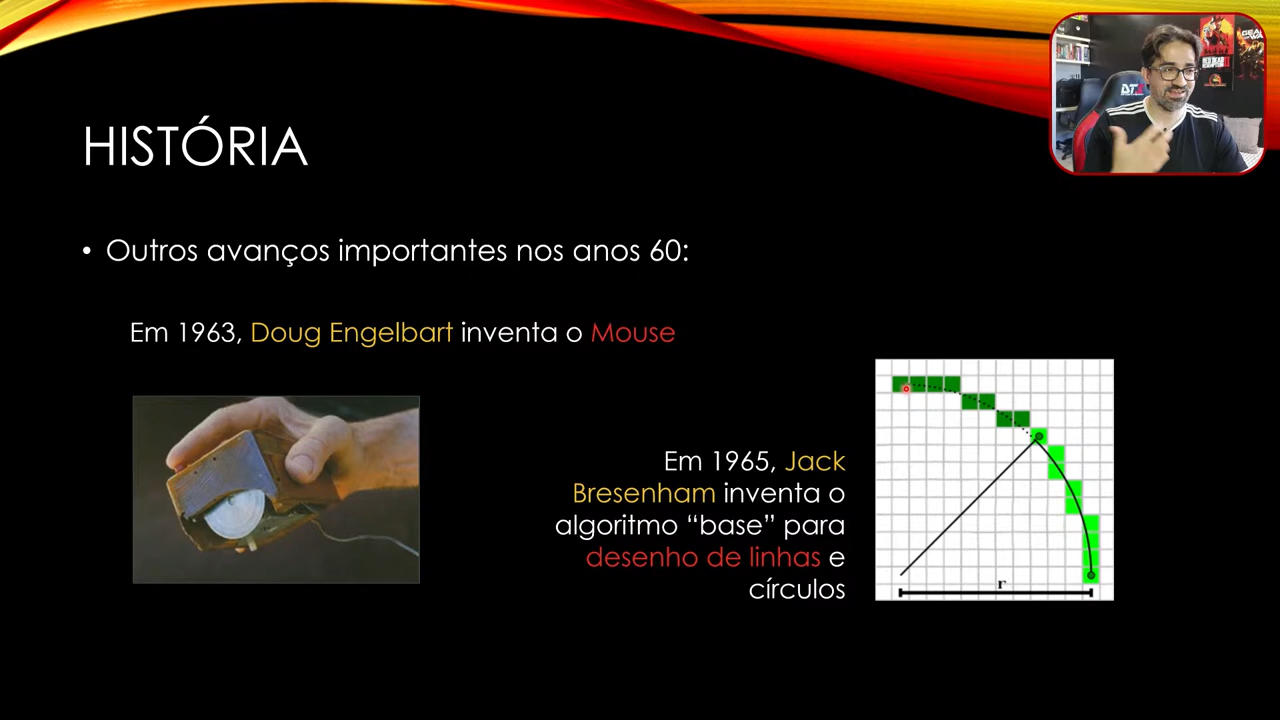 HISTÓRIA
• Outros avanços importantes nos anos 60:
Em 1963, Doug Engelbart inventa o Mouse
Em 1965, Jack
Bresenham inventa o
algoritmo “base” para
desenho de linhas e
círculos
r